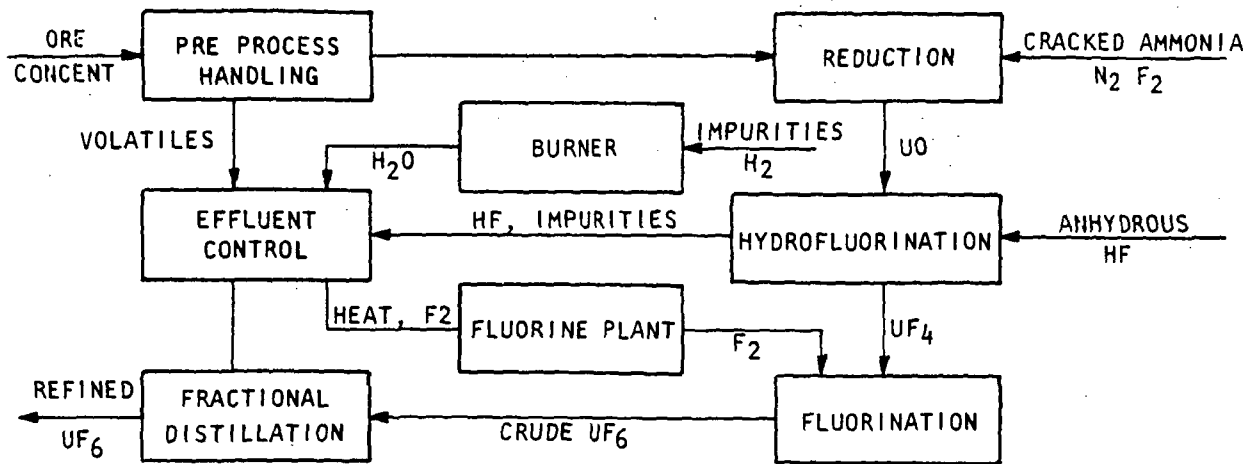 ORE
CONCENT
PRE PROCESS
HANDLING
REDUCTION
CRACKED AMMONIA
N₂ F₂
VOLATILES
H₂O
BURNER
IMPURITIES
H₂
UO
EFFLUENT
CONTROL
HF, IMPURITIES
HYDROFLUORINATION
ANHYDROUS
HF
HEAT, F2
FLUORINE PLANT
F₂
UF₄
REFINED
UF₆
FRACTIONAL
DISTILLATION
CRUDE UF₆
FLUORINATION